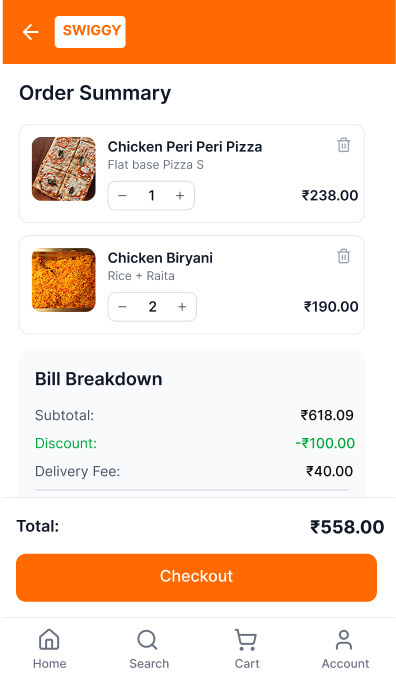 SWIGGY
Order Summary
Chicken Peri Peri Pizza
Flat base Pizza S
− 1 +
₹238.00
Chicken Biryani
Rice + Raita
− 2 +
₹190.00
Bill Breakdown
Subtotal: ₹618.09
Discount: -₹100.00
Delivery Fee: ₹40.00
Total: ₹558.00
Checkout
Home Search Cart Account